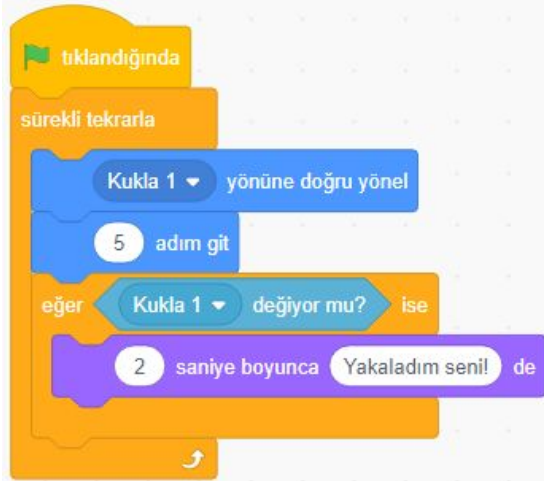 tıklandığında
sürekli tekrarla
Kukla 1 yönüne doğru yönel
5 adım git
eğer Kukla 1 değiyor mu? ise
2 saniye boyunca Yakaladım seni! de